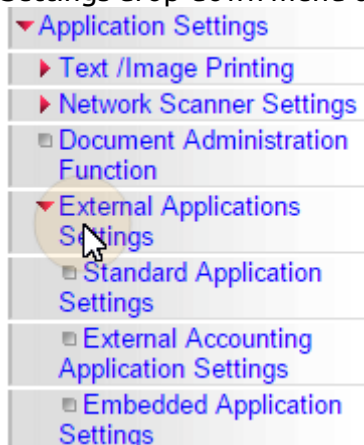 Application Settings
Text /Image Printing
Network Scanner Settings
Document Administration
Function
External Applications
Settings
Standard Application
Settings
External Accounting
Application Settings
Embedded Application
Settings